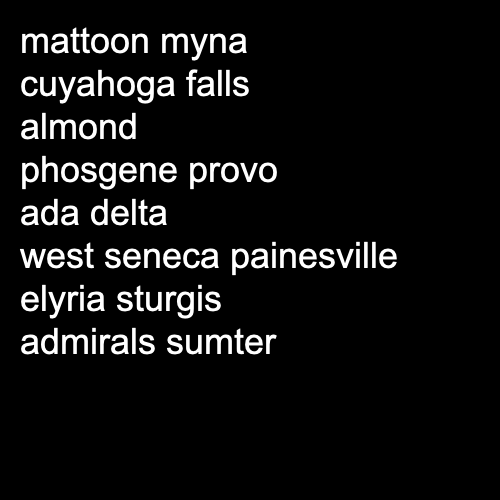 mattoon myna
cuyahoga falls
almond
phosgene provo
ada delta
west seneca painesville
elyria sturgis
admirals sumter